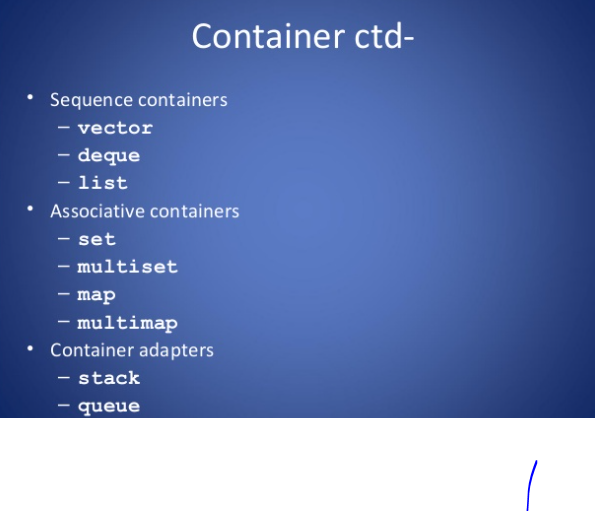 Container ctd-
• Sequence containers
– vector
– deque
– list
• Associative containers
– set
– multiset
– map
– multimap
• Container adapters
– stack
– queue